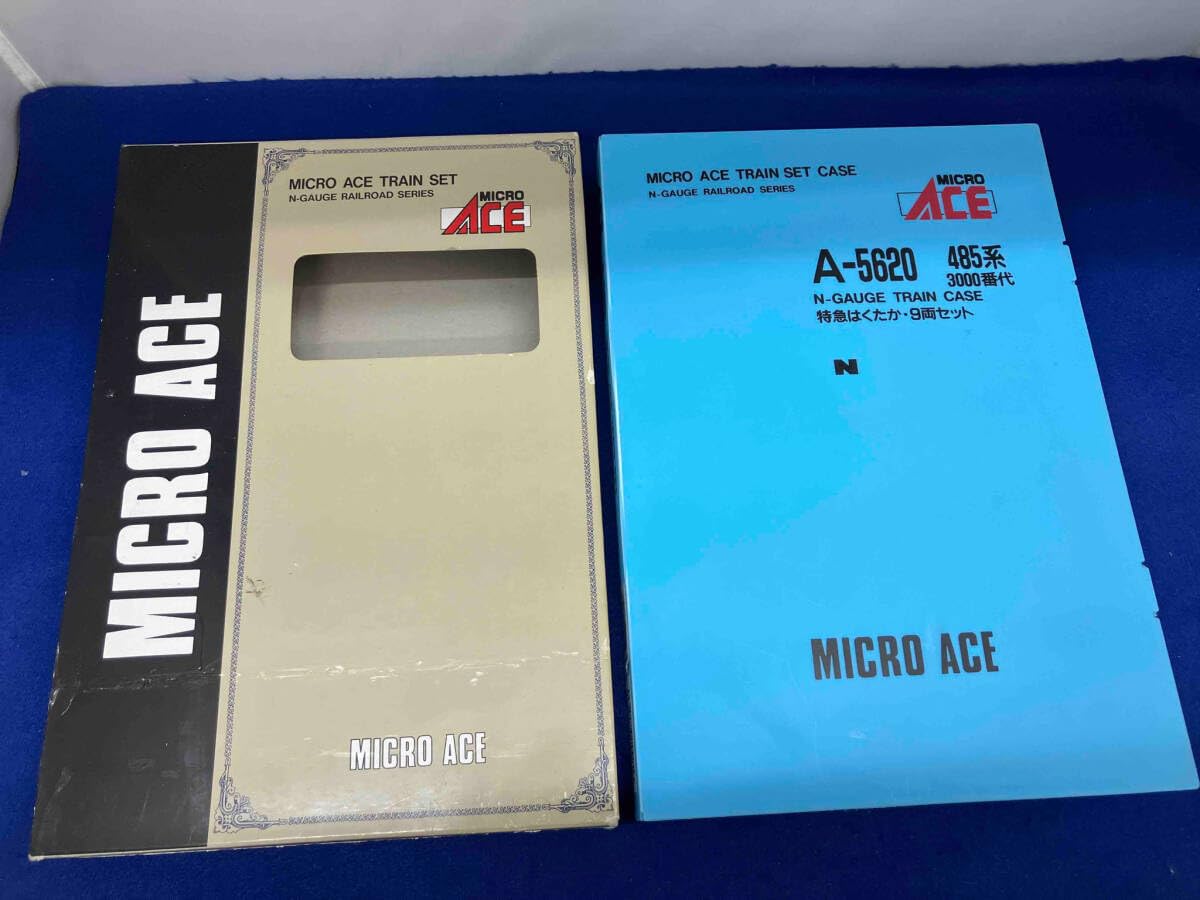 MICRO ACE
MICRO ACE TRAIN SET
N-GAUGE RAILROAD SERIES
MICRO
ACE
MICRO ACE
MICRO ACE TRAIN SET CASE
N-GAUGE RAILROAD SERIES
MICRO
ACE
A-5620 485系
3000番代
N-GAUGE TRAIN CASE
特急はくたか・9両セット
N
MICRO ACE